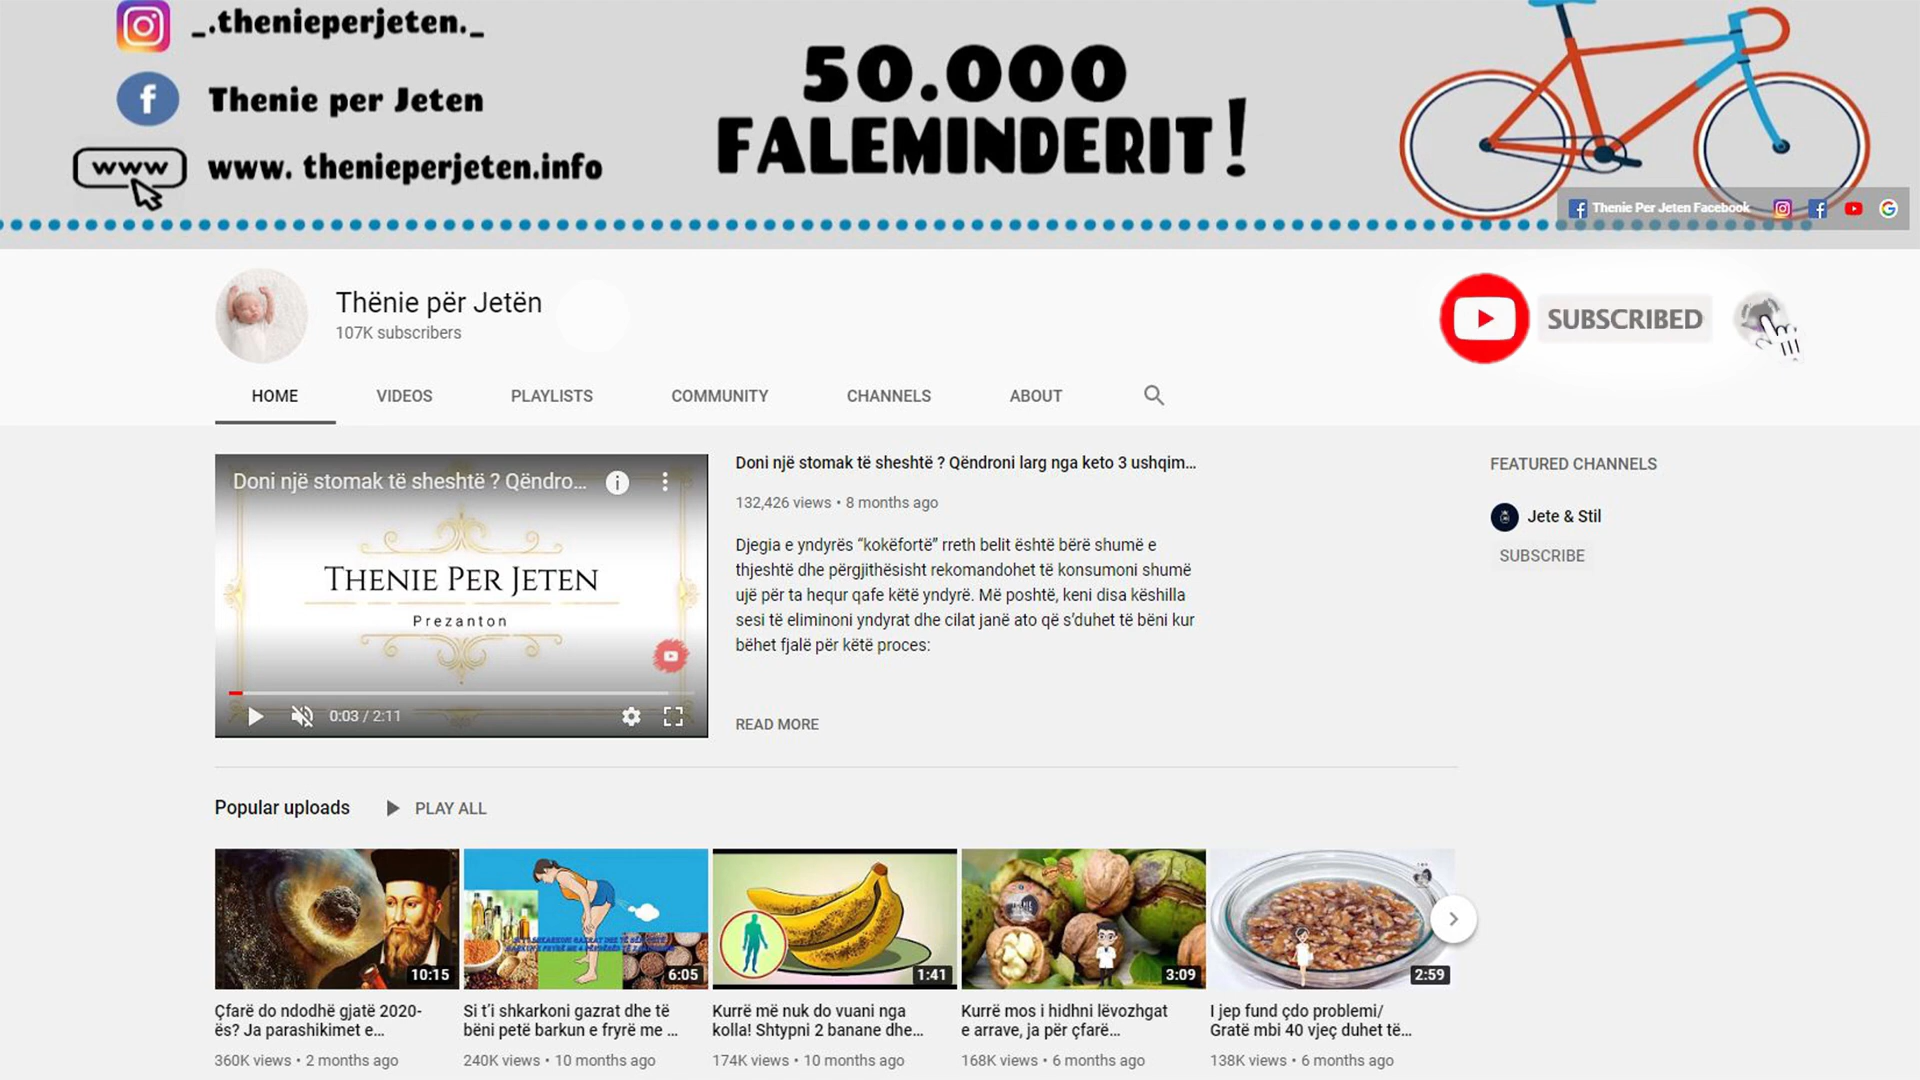 _.thenieperjeten._
Thenie per Jeten
www
www. thenieperjeten.info
50.000
FALEMINDERIT!
Thenie Per Jeten Facebook
Thënie për Jetën
107K subscribers
SUBSCRIBED
HOME
VIDEOS
PLAYLISTS
COMMUNITY
CHANNELS
ABOUT
Doni një stomak të sheshtë ? Qëndro...
THENIE PER JETEN
Prezanton
0:03 / 2:11
Doni një stomak të sheshtë ? Qëndroni larg nga keto 3 ushqim...
132,426 views • 8 months ago
Djegia e yndyrës “kokëfortë” rreth belit është bërë shumë e
thjeshtë dhe përgjithësisht rekomandohet të konsumoni shumë
ujë për ta hequr qafe këtë yndyrë. Më poshtë, keni disa këshilla
sesi të eliminoni yndyrat dhe cilat janë ato që s’duhet të bëni kur
bëhet fjalë për këtë proces:
READ MORE
FEATURED CHANNELS
Jete & Stil
SUBSCRIBE
Popular uploads
PLAY ALL
10:15
6:05
1:41
3:09
2:59
Çfarë do ndodhë gjatë 2020-
ës? Ja parashikimet e...
360K views • 2 months ago
Si t’i shkarkoni gazrat dhe të
bëni petë barkun e fryrë me ...
240K views • 10 months ago
Kurrë më nuk do vuani nga
kolla! Shtypni 2 banane dhe...
174K views • 10 months ago
Kurrë mos i hidhni lëvozhgat
e arrave, ja për çfarë...
168K views • 6 months ago
I jep fund çdo problemi/
Gratë mbi 40 vjeç duhet të...
138K views • 6 months ago